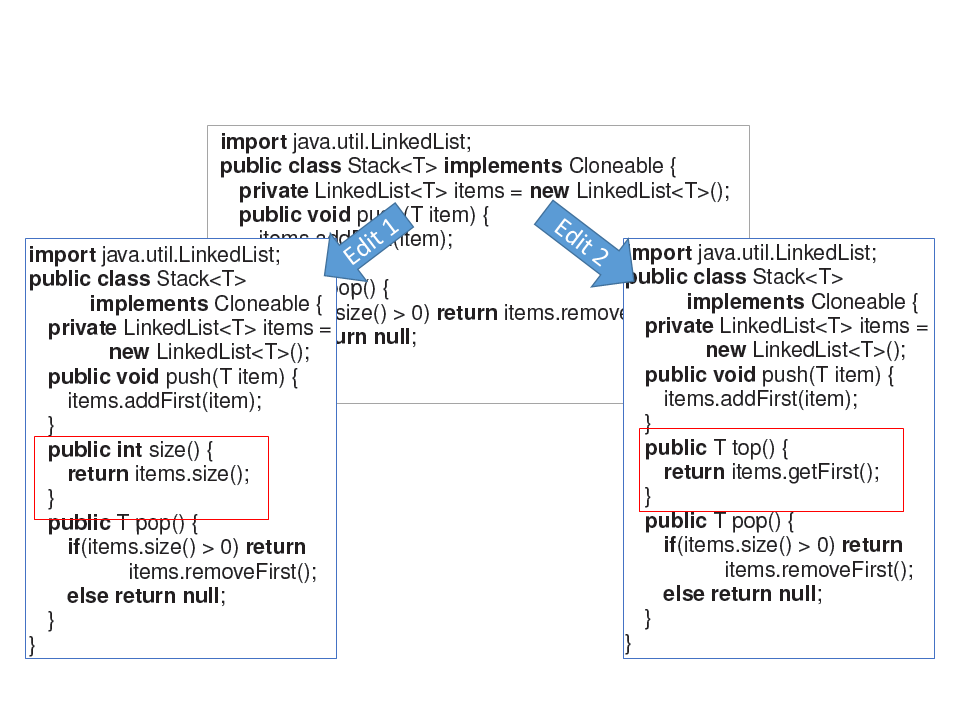 import java.util.LinkedList;
public class Stack<T> implements Cloneable {
private LinkedList<T> items = new LinkedList<T>();
public void push(T item) {
items.addFirst(item);
pop() {
size() > 0) return items.remove
urn null;
Edit 1
Edit 2
import java.util.LinkedList;
public class Stack<T>
implements Cloneable {
private LinkedList<T> items =
new LinkedList<T>();
public void push(T item) {
items.addFirst(item);
}
public int size() {
return items.size();
}
public T pop() {
if(items.size() > 0) return
items.removeFirst();
else return null;
}
}
import java.util.LinkedList;
public class Stack<T>
implements Cloneable {
private LinkedList<T> items =
new LinkedList<T>();
public void push(T item) {
items.addFirst(item);
}
public T top() {
return items.getFirst();
}
public T pop() {
if(items.size() > 0) return
items.removeFirst();
else return null;
}
}